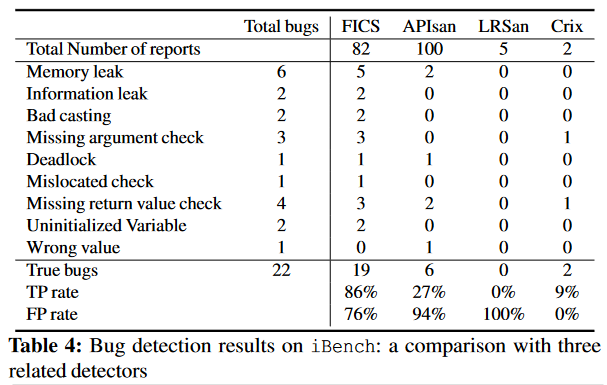 Total bugs FICS APIsan LRSan Crix
Total Number of reports 82 100 5 2
Memory leak 6 5 2 0 0
Information leak 2 2 0 0 0
Bad casting 2 2 0 0 0
Missing argument check 3 3 0 0 1
Deadlock 1 1 1 0 0
Mislocated check 1 1 0 0 0
Missing return value check 4 3 2 0 1
Uninitialized Variable 2 2 0 0 0
Wrong value 1 0 1 0 0
True bugs 22 19 6 0 2
TP rate 86% 27% 0% 9%
FP rate 76% 94% 100% 0%
Table 4: Bug detection results on iBench: a comparison with three
related detectors